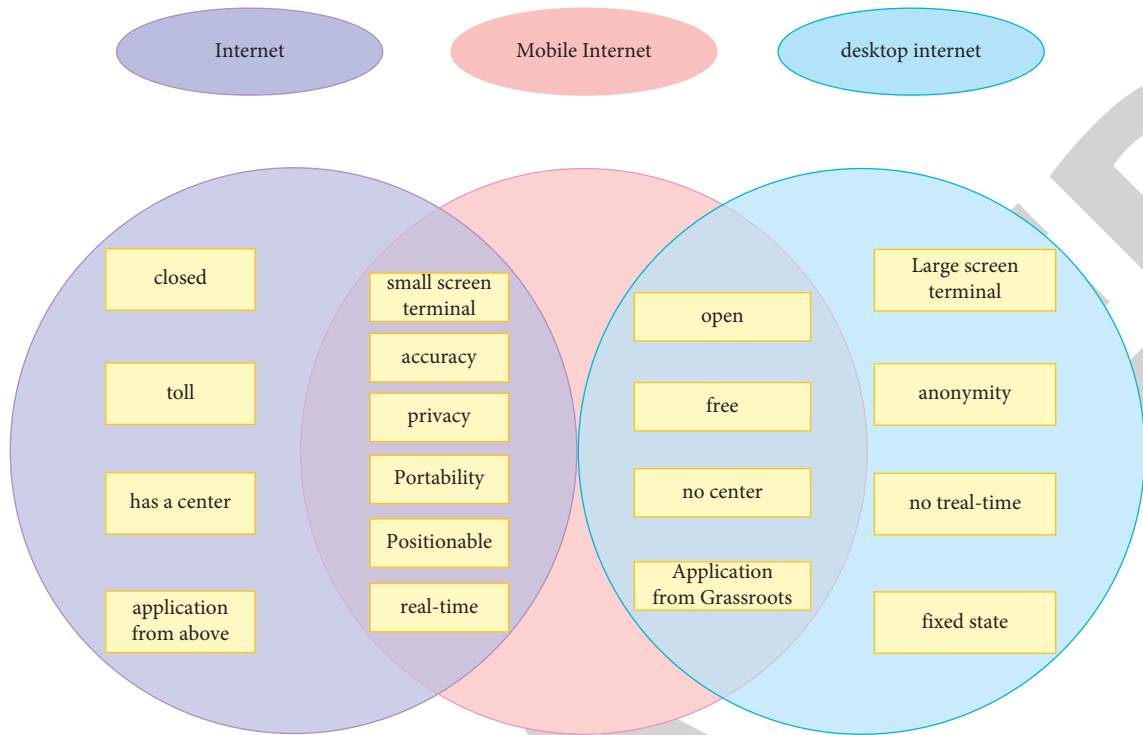 Internet
Mobile Internet
desktop internet
closed
toll
has a center
application
from above
small screen
terminal
accuracy
privacy
Portability
Positionable
real-time
open
free
no center
Application
from Grassroots
Large screen
terminal
anonymity
no treal-time
fixed state